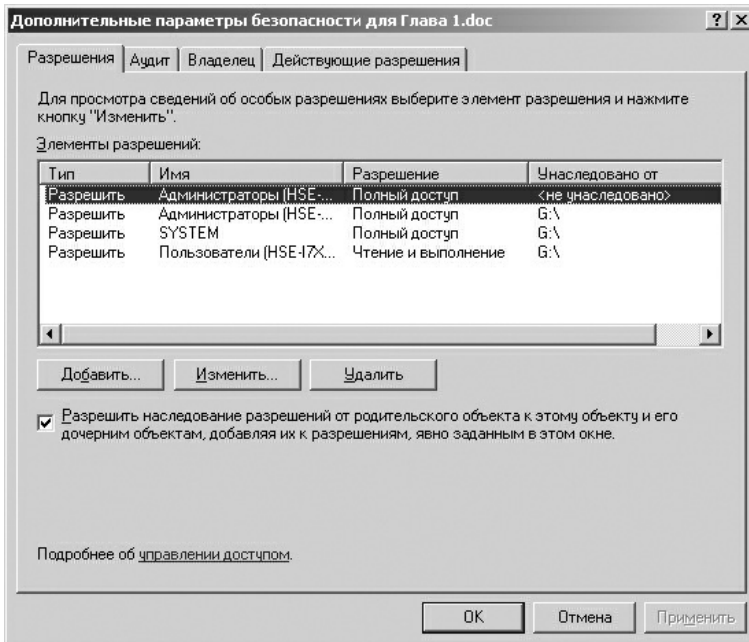 Дополнительные параметры безопасности для Глава 1.doc
Разрешения Аудит Владелец Действующие разрешения
Для просмотра сведений об особых разрешениях выберите элемент разрешения и нажмите
кнопку "Изменить".
Элементы разрешений:
Тип Имя Разрешение Унаследовано от
Разрешить Администраторы (HSE-... Полный доступ <не унаследовано>
Разрешить Администраторы (HSE-... Полный доступ G:\
Разрешить SYSTEM Полный доступ G:\
Разрешить Пользователи (HSE-I7X... Чтение и выполнение G:\
Добавить... Изменить... Удалить
Разрешить наследование разрешений от родительского объекта к этому объекту и его
дочерним объектам, добавляя их к разрешениям, явно заданным в этом окне.
Подробнее об управлении доступом.
OK Отмена Применить